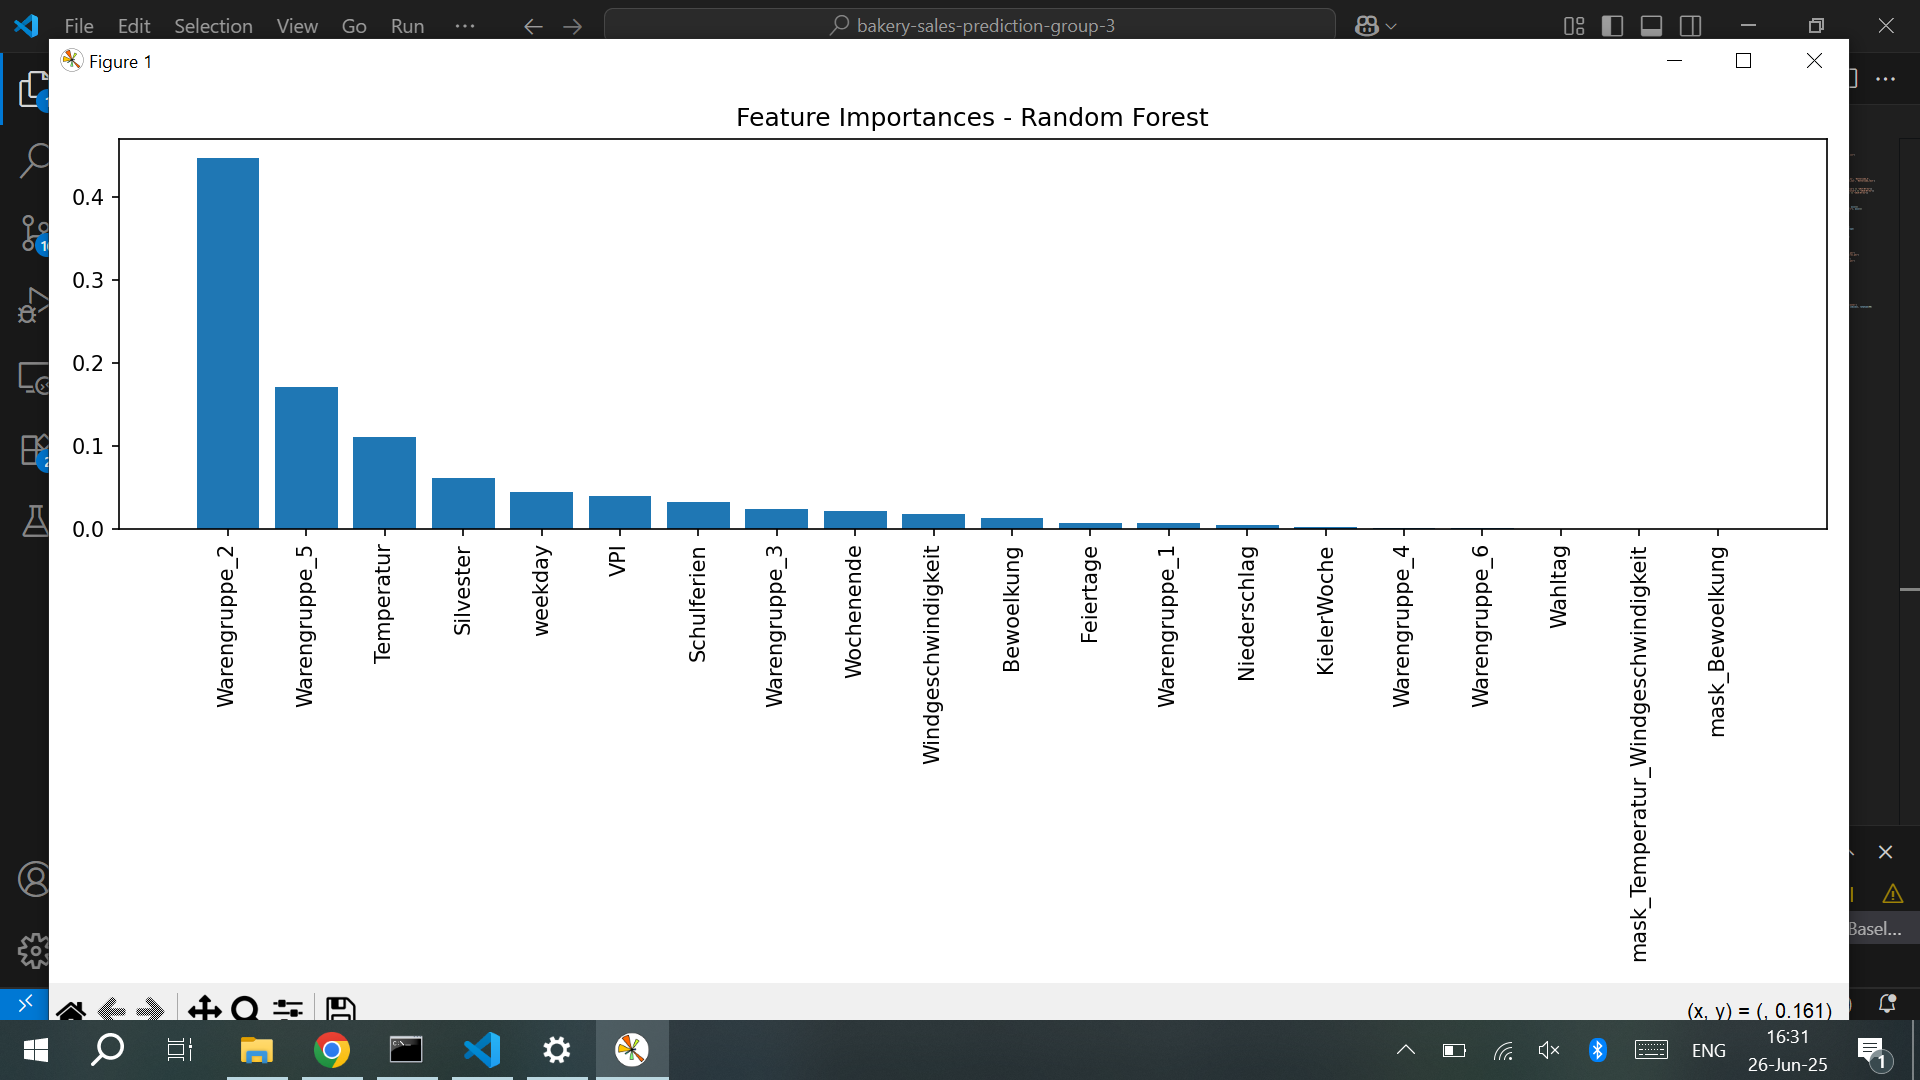 File Edit Selection View Go Run ···
bakery-sales-prediction-group-3
Figure 1
Feature Importances - Random Forest
0.4
0.3
0.2
0.1
0.0
Warengruppe_2
Warengruppe_5
Temperatur
Silvester
weekday
VPI
Schulferien
Warengruppe_3
Wochenende
Windgeschwindigkeit
Bewoelkung
Feiertage
Warengruppe_1
Niederschlag
KielerWoche
Warengruppe_4
Warengruppe_6
Wahltag
mask_Temperatur_Windgeschwindigkeit
mask_Bewoelkung
Basel...
(x, y) = (, 0.161)
ENG
16:31
26-Jun-25
1